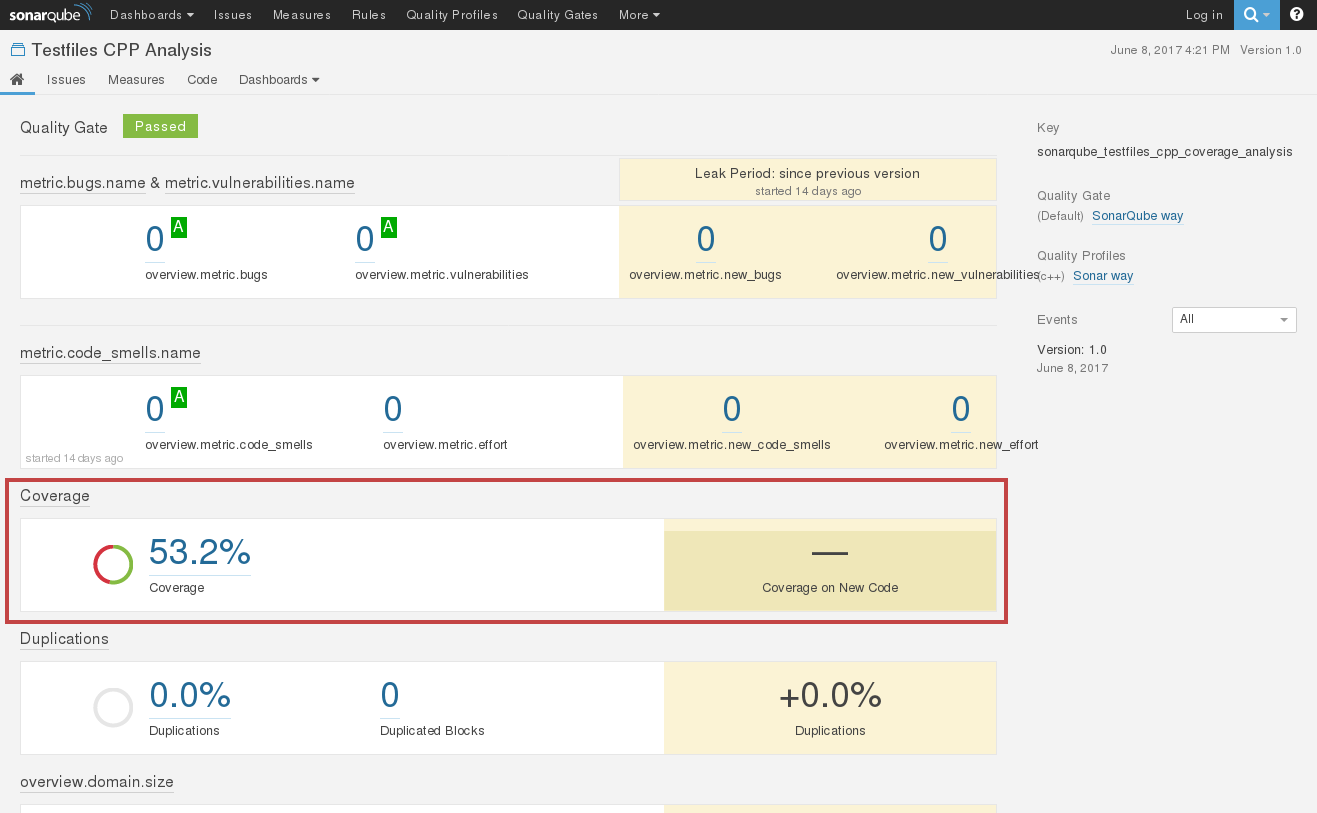 sonarqube Dashboards Issues Measures Rules Quality Profiles Quality Gates More Log in
Testfiles CPP Analysis June 8, 2017 4:21 PM Version 1.0
Issues Measures Code Dashboards
Quality Gate Passed
metric.bugs.name & metric.vulnerabilities.name
Leak Period: since previous version
started 14 days ago
0 A 0 A 0 0
overview.metric.bugs overview.metric.vulnerabilities overview.metric.new_bugs overview.metric.new_vulnerabilities
metric.code_smells.name
0 A 0 0 0
overview.metric.code_smells overview.metric.effort overview.metric.new_code_smells overview.metric.new_effort
started 14 days ago
Coverage
53.2% —
Coverage Coverage on New Code
Duplications
0.0% 0 +0.0%
Duplications Duplicated Blocks Duplications
overview.domain.size
Key
sonarqube_testfiles_cpp_coverage_analysis
Quality Gate
(Default) SonarQube way
Quality Profiles
(c++) Sonar way
Events All
Version: 1.0
June 8, 2017